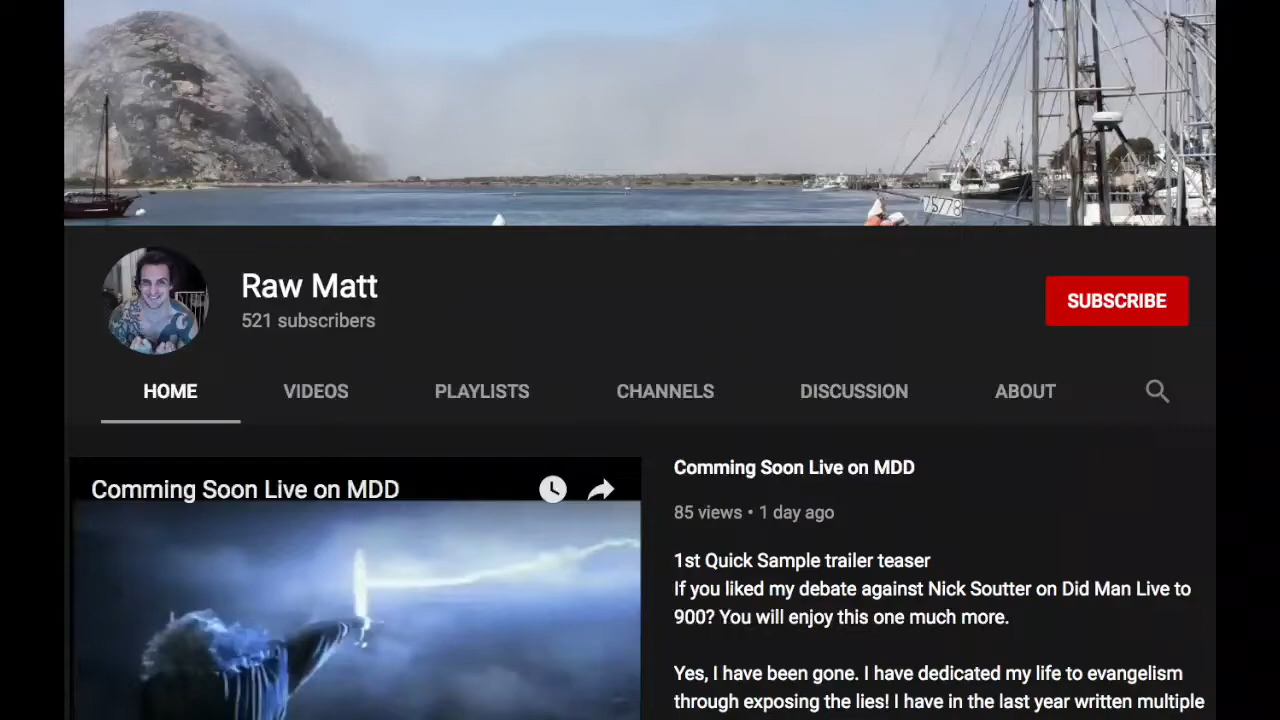 75778
Raw Matt
521 subscribers
SUBSCRIBE
HOME
VIDEOS
PLAYLISTS
CHANNELS
DISCUSSION
ABOUT
Comming Soon Live on MDD
Comming Soon Live on MDD
85 views • 1 day ago
1st Quick Sample trailer teaser
If you liked my debate against Nick Soutter on Did Man Live to
900? You will enjoy this one much more.
Yes, I have been gone. I have dedicated my life to evangelism
through exposing the lies! I have in the last year written multiple